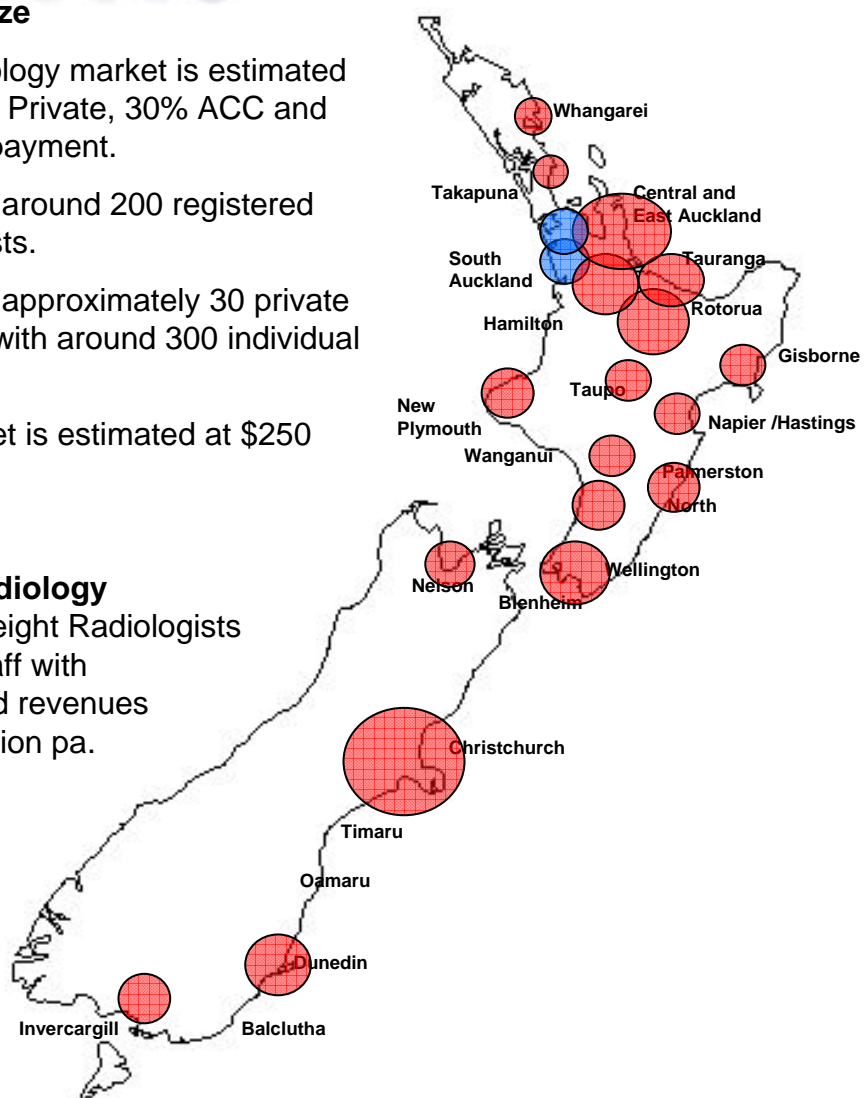 ze
ology market is estimated
Private, 30% ACC and
payment.
around 200 registered
sts.
approximately 30 private
with around 300 individual
et is estimated at $250
diology
eight Radiologists
aff with
d revenues
ion pa.
Whangarei
Takapuna
Central and
East Auckland
South
Auckland
Tauranga
Rotorua
Hamilton
Gisborne
Taupo
New
Plymouth
Napier /Hastings
Wanganui
Palmerston
North
Wellington
Nelson
Blenheim
Christchurch
Timaru
Oamaru
Dunedin
Invercargill
Balclutha